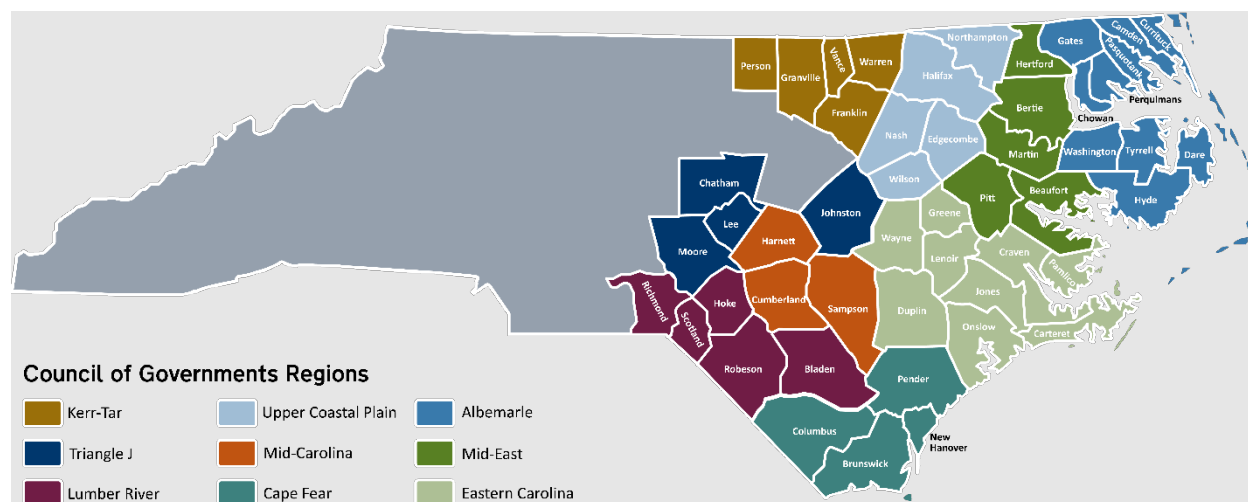 Northampton
Gates
Camden
Currituck
Pasquotank
Person
Granville
Vance
Warren
Hertford
Halifax
Perqulmans
Chowan
Bertie
Franklin
Nash
Edgecombe
Martin
Washington
Tyrrell
Dare
Chatham
Wilson
Beaufort
Hyde
Pitt
Lee
Johnston
Greene
Moore
Harnett
Wayne
Craven
Lenoir
Pamlico
Richmond
Hoke
Cumberland
Sampson
Duplin
Jones
Scotland
Onslow
Carteret
Robeson
Bladen
Pender
Columbus
New
Hanover
Brunswick
Council of Governments Regions
Kerr-Tar
Upper Coastal Plain
Albemarle
Triangle J
Mid-Carolina
Mid-East
Lumber River
Cape Fear
Eastern Carolina